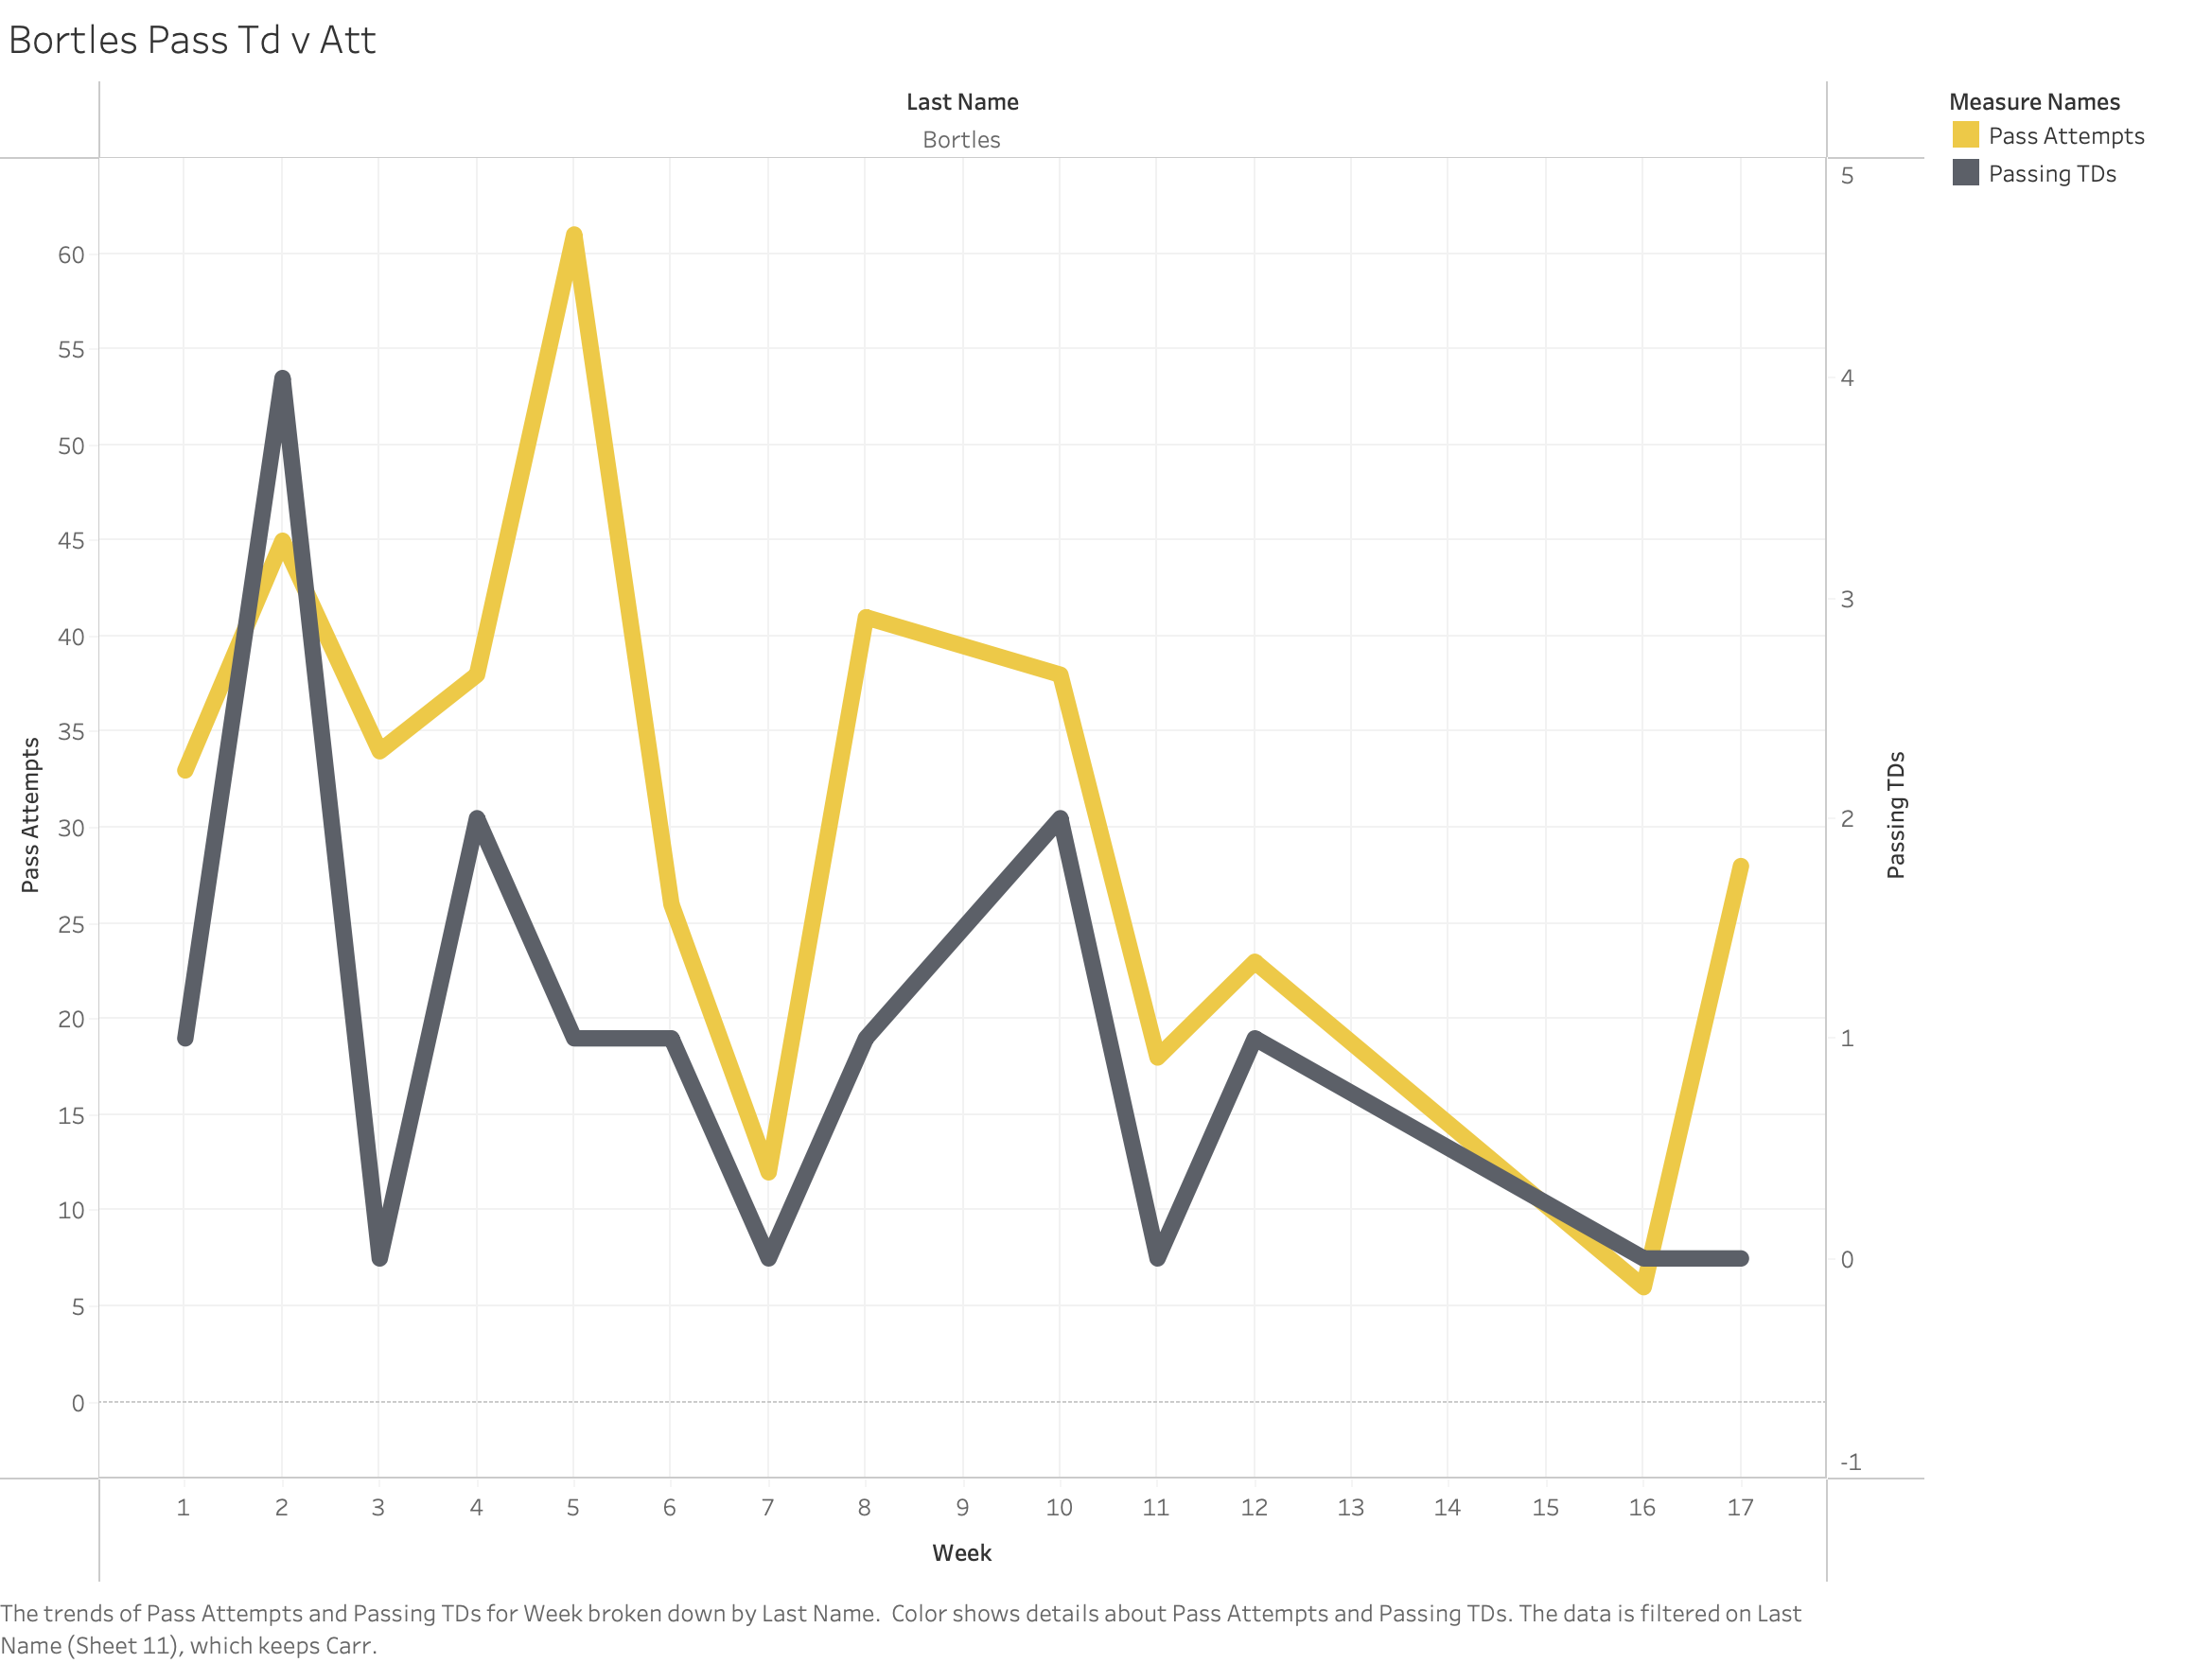 Bortles Pass Td v Att
Last Name
Bortles
Measure Names
Pass Attempts
Passing TDs
60
55
50
45
40
35
30
25
20
15
10
5
0
Pass Attempts
5
4
3
2
1
0
-1
Passing TDs
1 2 3 4 5 6 7 8 9 10 11 12 13 14 15 16 17
Week
The trends of Pass Attempts and Passing TDs for Week broken down by Last Name.  Color shows details about Pass Attempts and Passing TDs. The data is filtered on Last
Name (Sheet 11), which keeps Carr.